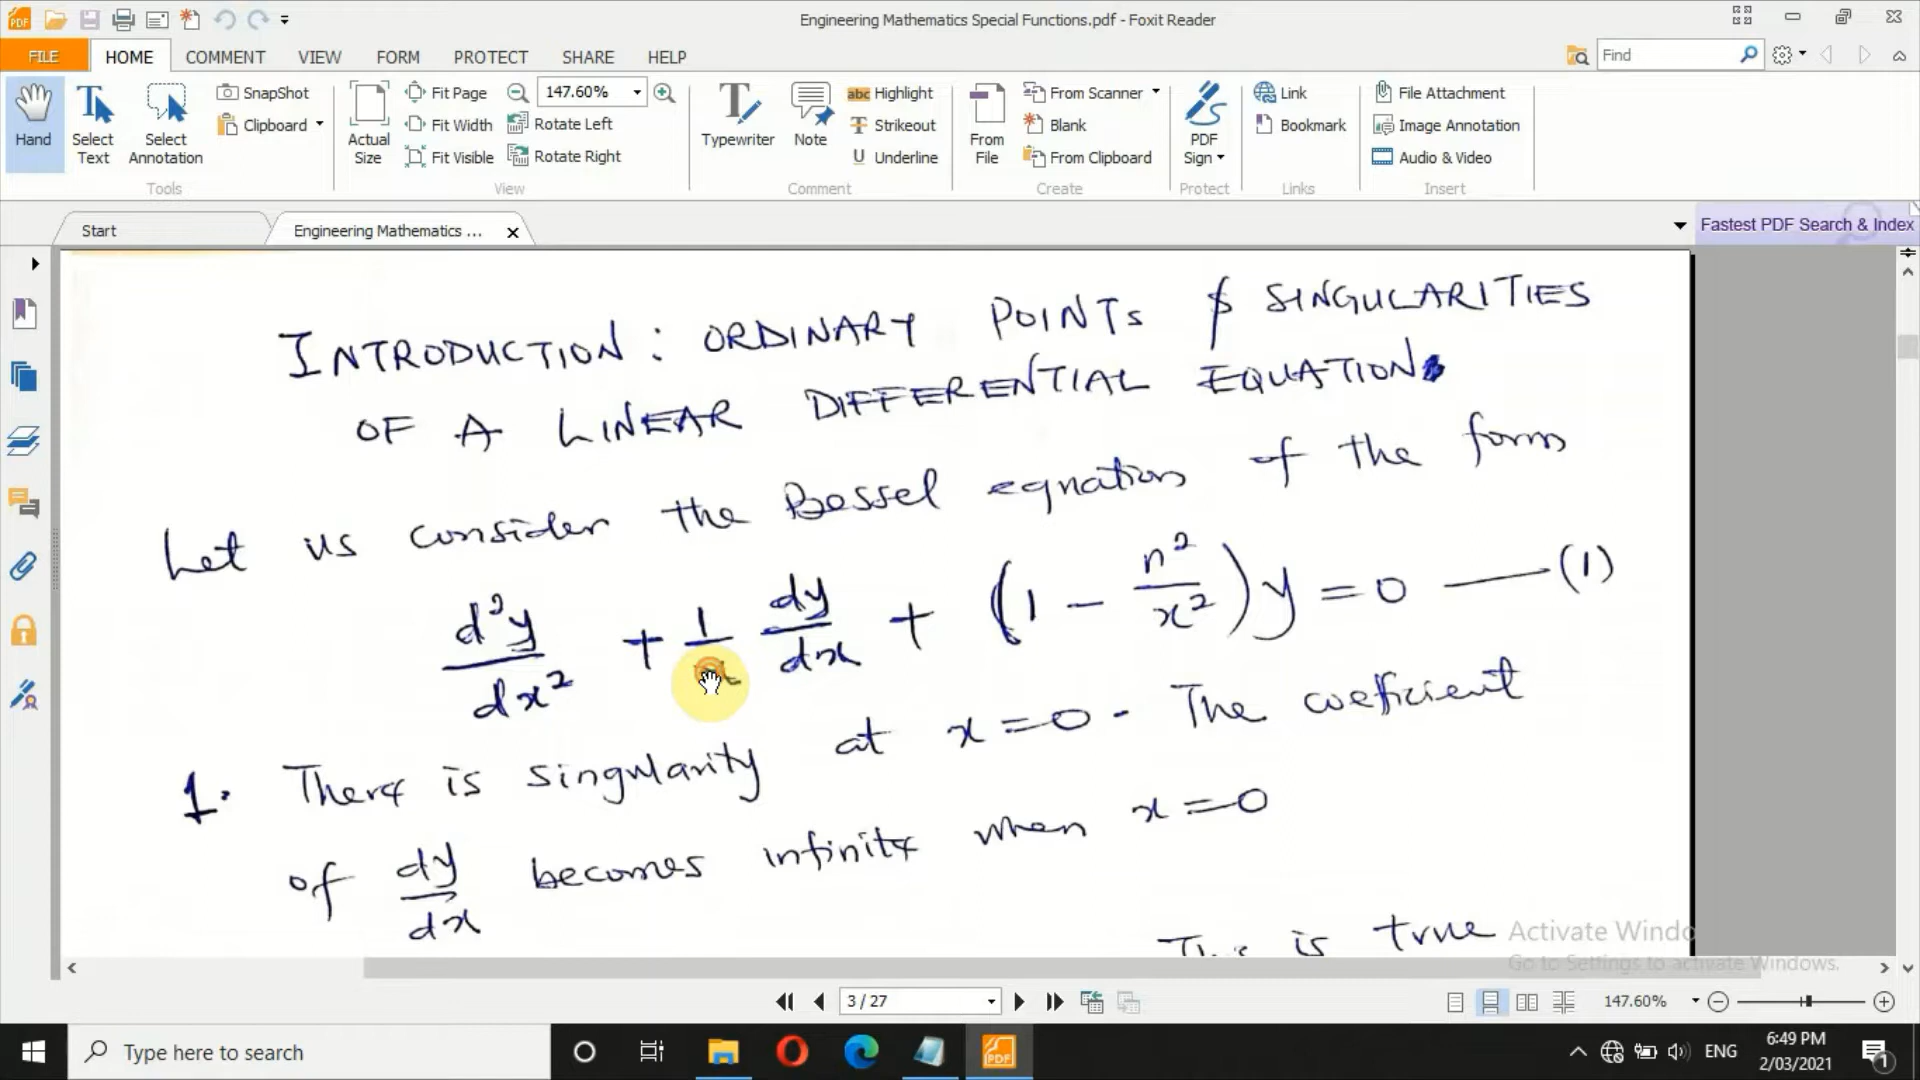 Engineering Mathematics Special Functions.pdf - Foxit Reader
FILE HOME COMMENT VIEW FORM PROTECT SHARE HELP Find
Hand
Select Text
Select Annotation
SnapShot
Clipboard
Tools
Actual Size
Fit Page
Fit Width
Fit Visible
147.60%
Rotate Left
Rotate Right
View
Typewriter
Note
abc Highlight
T Strikeout
U Underline
Comment
From File
From Scanner
Blank
From Clipboard
Create
PDF Sign
Protect
Link
Bookmark
Links
File Attachment
Image Annotation
Audio & Video
Insert
Start Engineering Mathematics ... Fastest PDF Search & Index
INTRODUCTION: ORDINARY POINTS & SINGULARITIES
OF A LINEAR DIFFERENTIAL EQUATION
Let us consider the Bessel equation of the form
d²y/dx² + 1/x dy/dx + (1 - n²/x²)y = 0 — (1)
1. There is singularity at x=0. The coefficient
of dy/dx becomes infinite when x=0
This is true
Activate Windo
Go to Settings to activate Windows.
3 / 27 147.60%
Type here to search PDF ENG 6:49 PM
2/03/2021 1